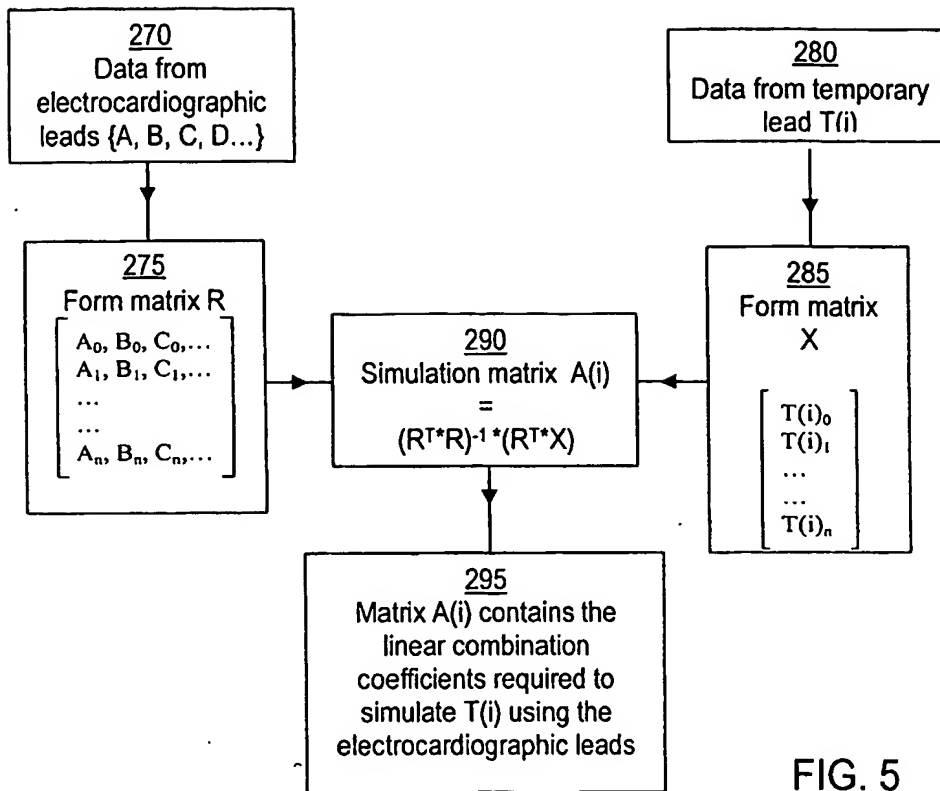 270
Data from
electrocardiographic
leads {A, B, C, D...}
280
Data from temporary
lead T(i)
275
Form matrix R
A₀, B₀, C₀,...
A₁, B₁, C₁,...
...
...
Aₙ, Bₙ, Cₙ,...
290
Simulation matrix A(i)
=
(Rᵀ*R)⁻¹*(Rᵀ*X)
285
Form matrix
X
T(i)₀
T(i)₁
...
...
T(i)ₙ
295
Matrix A(i) contains the
linear combination
coefficients required to
simulate T(i) using the
electrocardiographic leads
FIG. 5